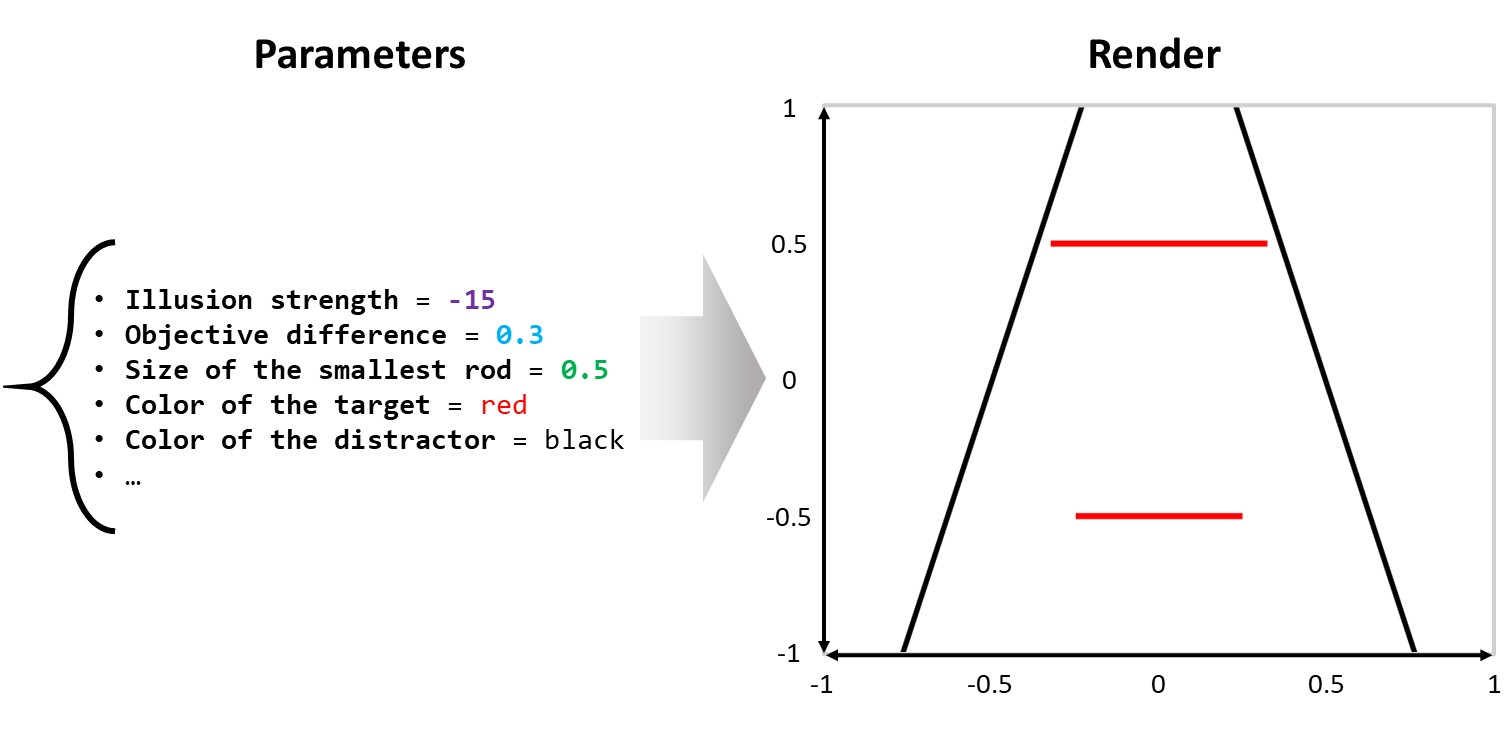 Parameters
• Illusion strength = -15
• Objective difference = 0.3
• Size of the smallest rod = 0.5
• Color of the target = red
• Color of the distractor = black
• …
Render
1
0.5
0
-0.5
-1
-1 -0.5 0 0.5 1